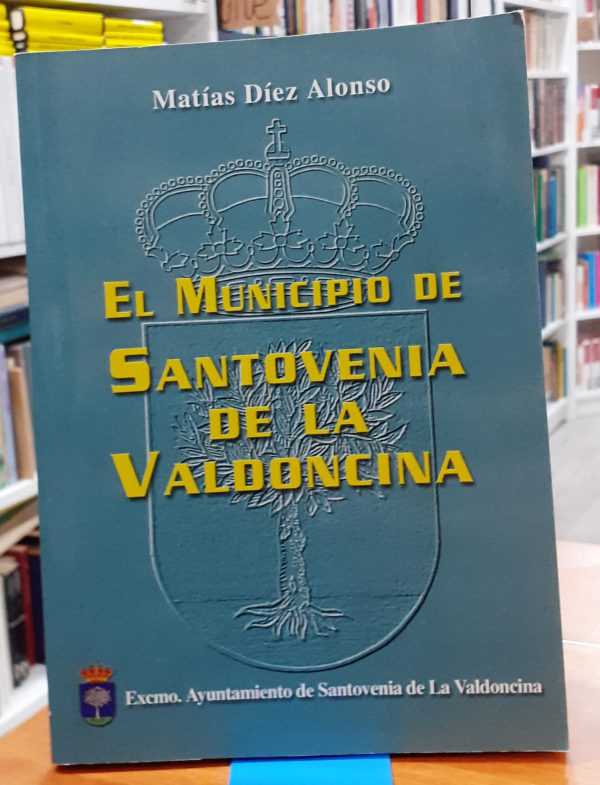 Matías Díez Alonso
EL MUNICIPIO DE
SANTOVENIA
DE LA
VALDONCINA
Excmo. Ayuntamiento de Santovenia de La Valdoncina